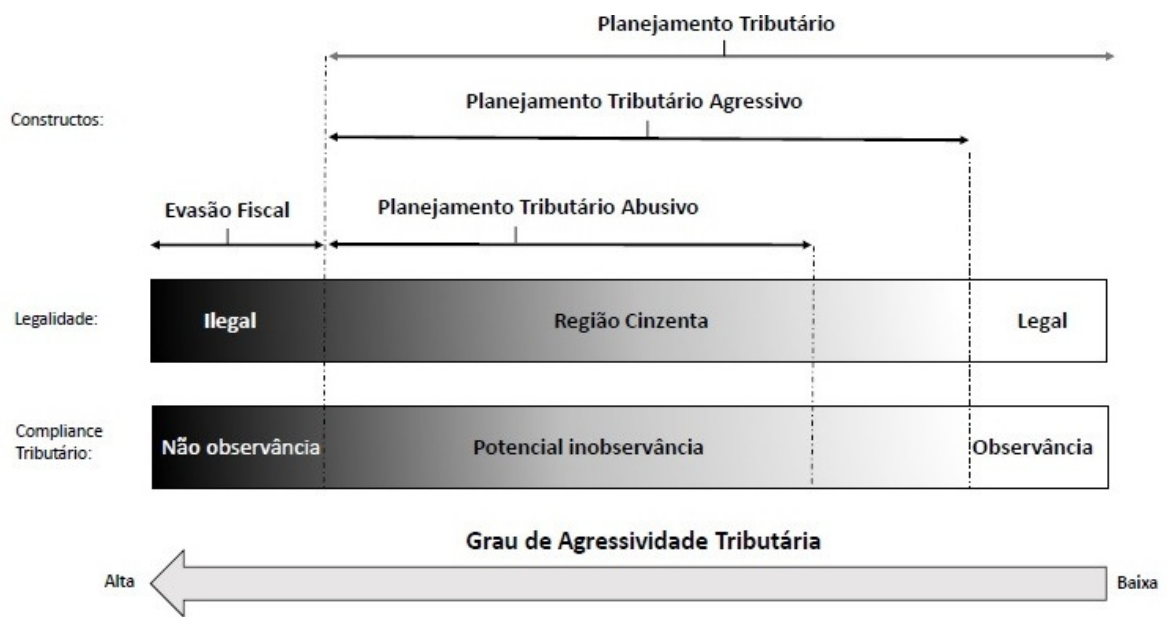 Planejamento Tributário
Planejamento Tributário Agressivo
Constructos:
Evasão Fiscal
Planejamento Tributário Abusivo
Legalidade:
Ilegal
Região Cinzenta
Legal
Compliance
Tributário:
Não observância
Potencial inobservância
Observância
Grau de Agressividade Tributária
Alta
Baixa